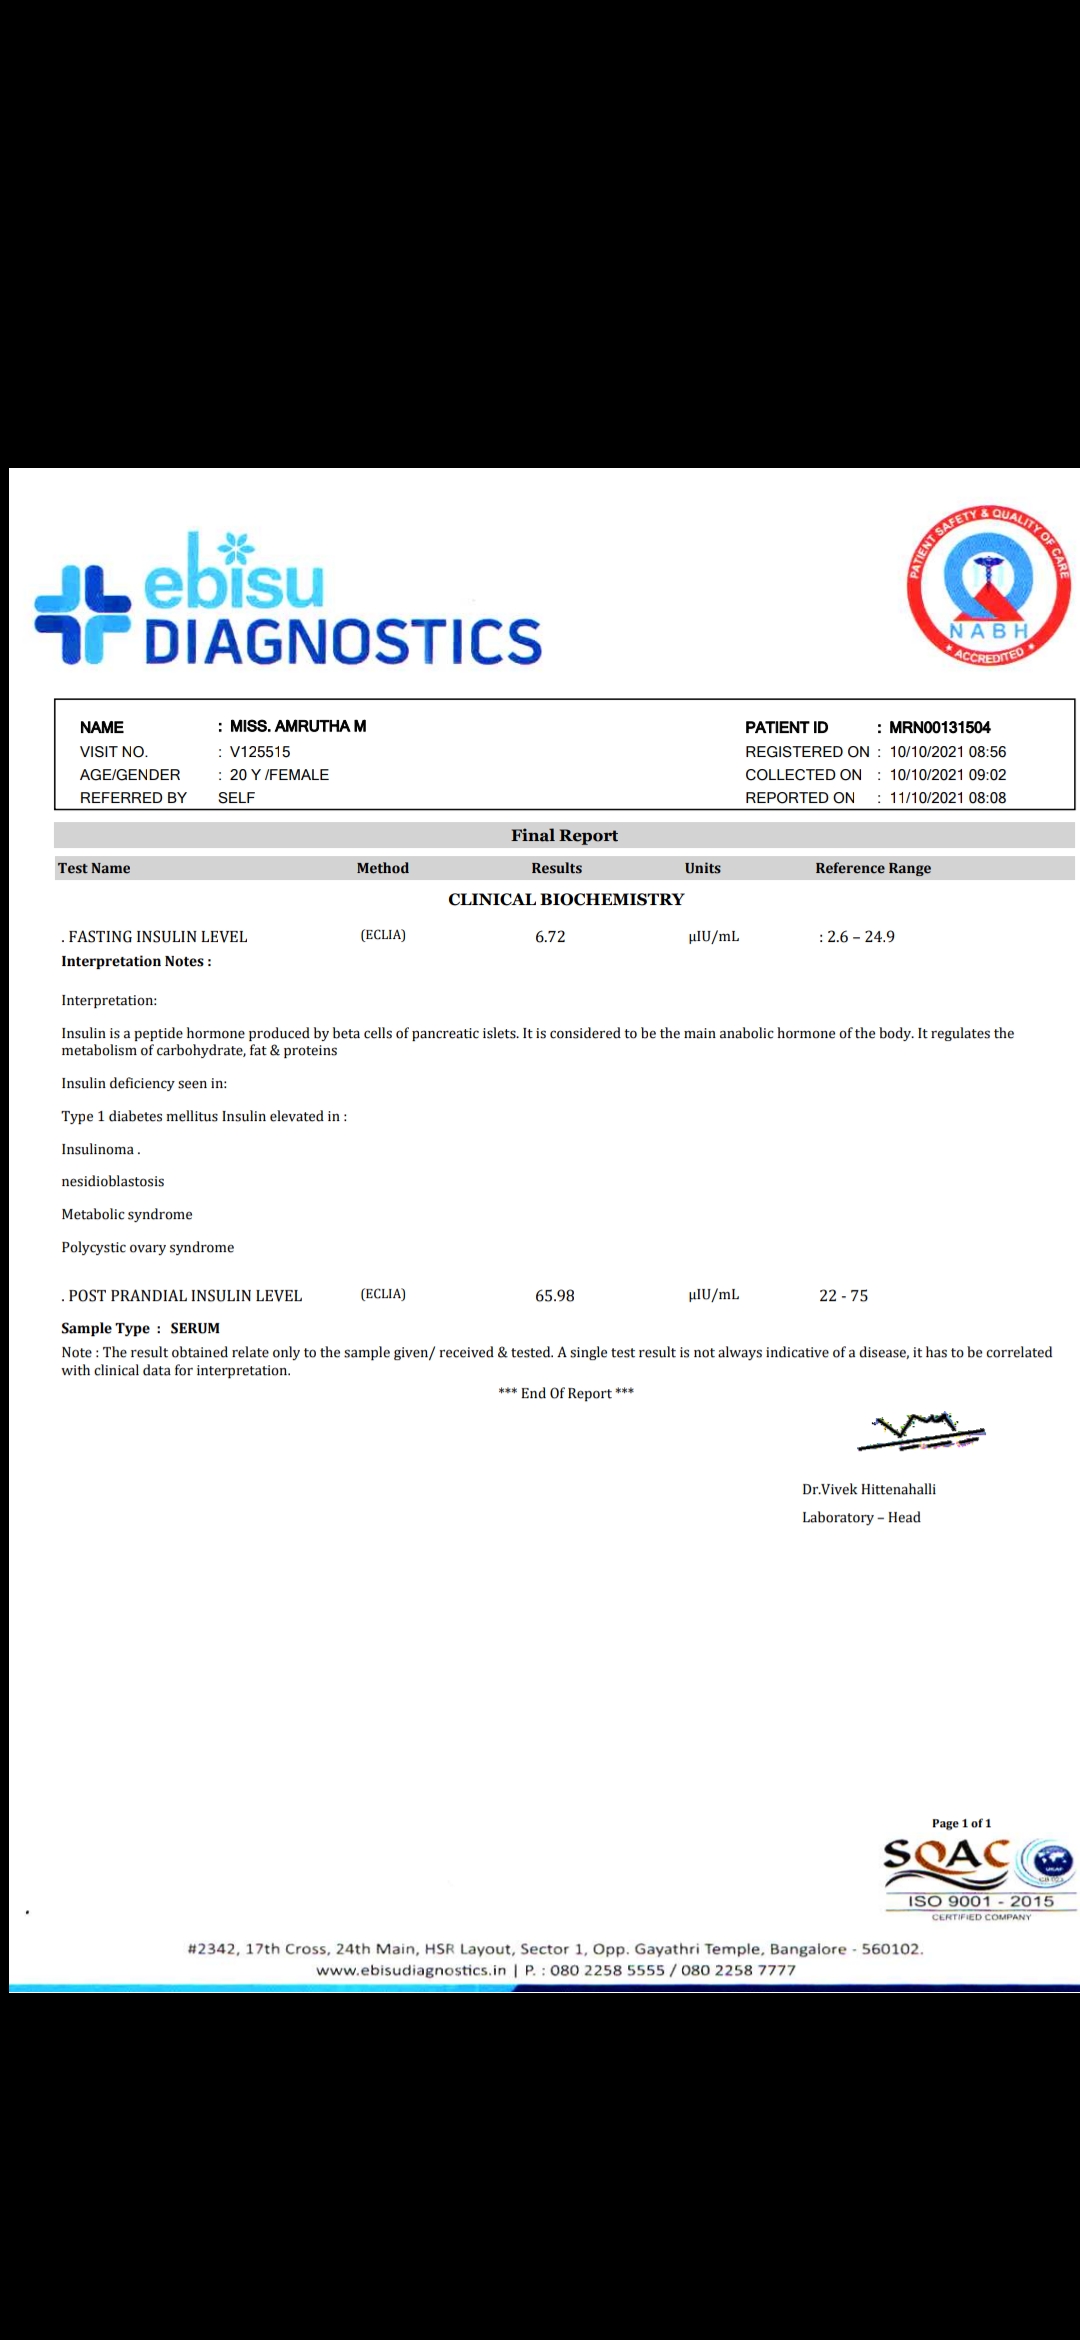 ebisu
DIAGNOSTICS
PATIENT SAFETY & QUALITY OF CARE
NABH
* ACCREDITED *
NAME : MISS. AMRUTHA M PATIENT ID : MRN00131504
VISIT NO. : V125515 REGISTERED ON : 10/10/2021 08:56
AGE/GENDER : 20 Y /FEMALE COLLECTED ON : 10/10/2021 09:02
REFERRED BY SELF REPORTED ON : 11/10/2021 08:08
Final Report
Test Name Method Results Units Reference Range
CLINICAL BIOCHEMISTRY
. FASTING INSULIN LEVEL (ECLIA) 6.72 µIU/mL : 2.6 – 24.9
Interpretation Notes :
Interpretation:
Insulin is a peptide hormone produced by beta cells of pancreatic islets. It is considered to be the main anabolic hormone of the body. It regulates the
metabolism of carbohydrate, fat & proteins
Insulin deficiency seen in:
Type 1 diabetes mellitus Insulin elevated in :
Insulinoma .
nesidioblastosis
Metabolic syndrome
Polycystic ovary syndrome
. POST PRANDIAL INSULIN LEVEL (ECLIA) 65.98 µIU/mL 22 - 75
Sample Type : SERUM
Note : The result obtained relate only to the sample given/ received & tested. A single test result is not always indicative of a disease, it has to be correlated
with clinical data for interpretation.
*** End Of Report ***
Dr.Vivek Hittenahalli
Laboratory – Head
Page 1 of 1
SQAC
ISO 9001 - 2015
CERTIFIED COMPANY
#2342, 17th Cross, 24th Main, HSR Layout, Sector 1, Opp. Gayathri Temple, Bangalore - 560102.
www.ebisudiagnostics.in | P. : 080 2258 5555 / 080 2258 7777